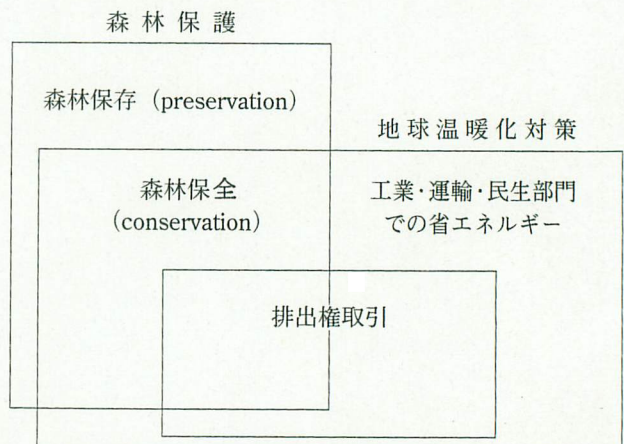 森林保護
森林保存 (preservation)
地球温暖化対策
森林保全
(conservation)
工業・運輸・民生部門
での省エネルギー
排出権取引